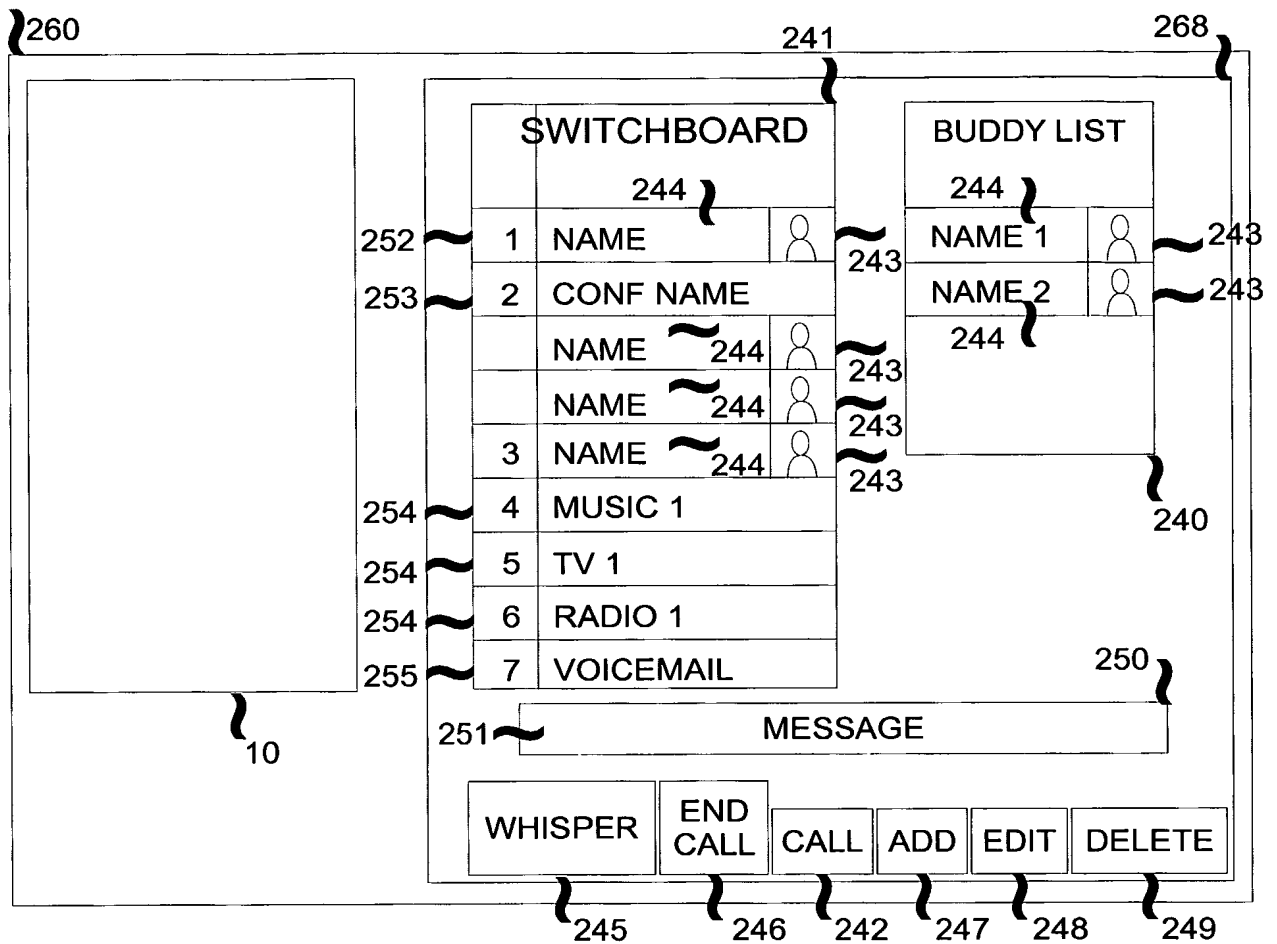 260
241
268
SWITCHBOARD
BUDDY LIST
244
244
252
1 NAME
243
NAME 1
243
253
2 CONF NAME
NAME 2
243
NAME 244
243
244
NAME 244
243
3 NAME 244
243
254
4 MUSIC 1
240
254
5 TV 1
254
6 RADIO 1
255
7 VOICEMAIL
250
10
251
MESSAGE
WHISPER
END
CALL
CALL
ADD
EDIT
DELETE
245
246
242
247
248
249